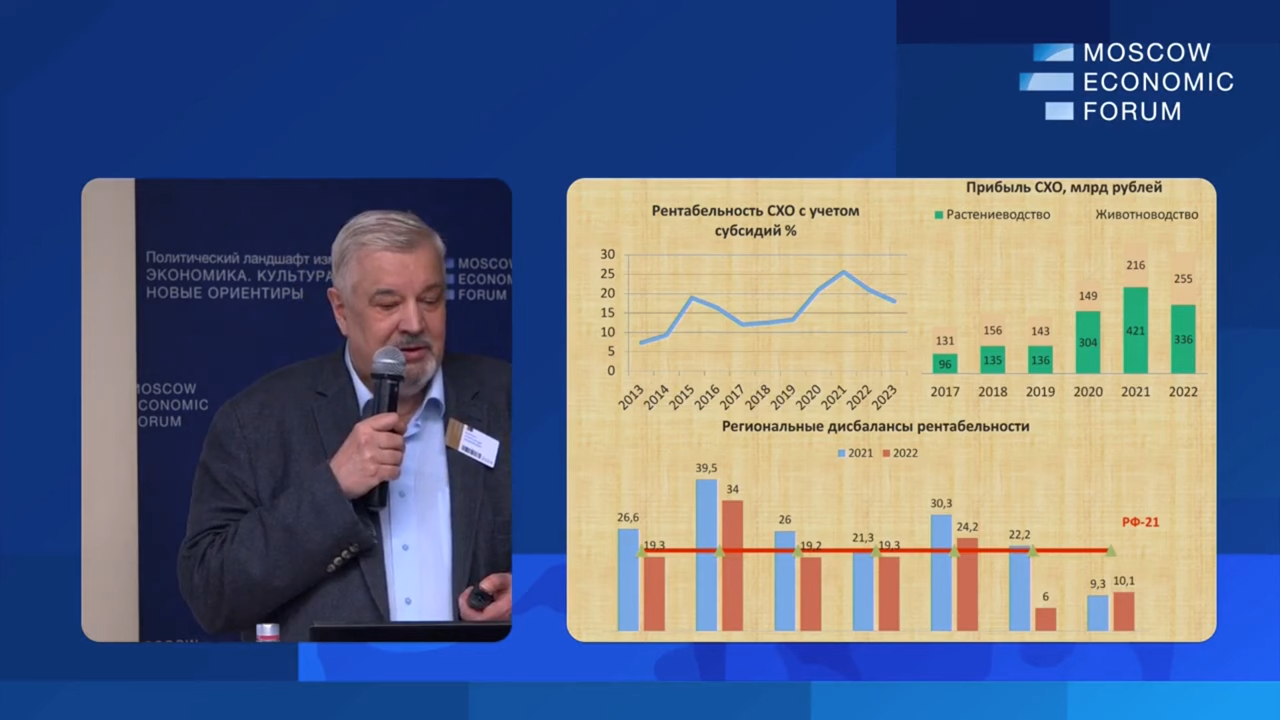 MOSCOW
ECONOMIC
FORUM
Политический ландшафт изм
ЭКОНОМИКА. КУЛЬТУРА
НОВЫЕ ОРИЕНТИРЫ
MOSCOW
ECONO
FORUM
MOSCOW
CONOMIC
ORUM
Рентабельность СХО с учетом
субсидий %
30
25
20
15
10
5
0
2013 2014 2015 2016 2017 2018 2019 2020 2021 2022 2023
Прибыль СХО, млрд рублей
Растениеводство Животноводство
131 156 143 149 216 255
96 135 136 304 421 336
2017 2018 2019 2020 2021 2022
Региональные дисбалансы рентабельности
2021 2022
26,6 19,3 39,5 34 26 19,2 21,3 19,3 30,3 24,2 22,2 6 9,3 10,1
РФ-21